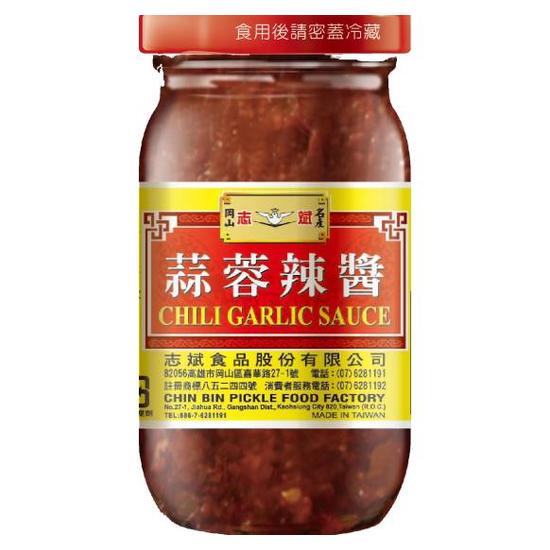 食用後請密蓋冷藏
岡山 志 斌 名産
蒜蓉辣醬
CHILI GARLIC SAUCE
志斌食品股份有限公司
82056高雄市岡山區嘉華路27-1號 電話:(07)6281191
註冊商標八五二四四號 消費者服務電話:(07)6281192
CHIN BIN PICKLE FOOD FACTORY
No.27-1, Jiahua Rd., Gangshan Dist., Kaohsiung City 820,Taiwan (R.O.C.)
TEL:886-7-6281191 MADE IN TAIWAN